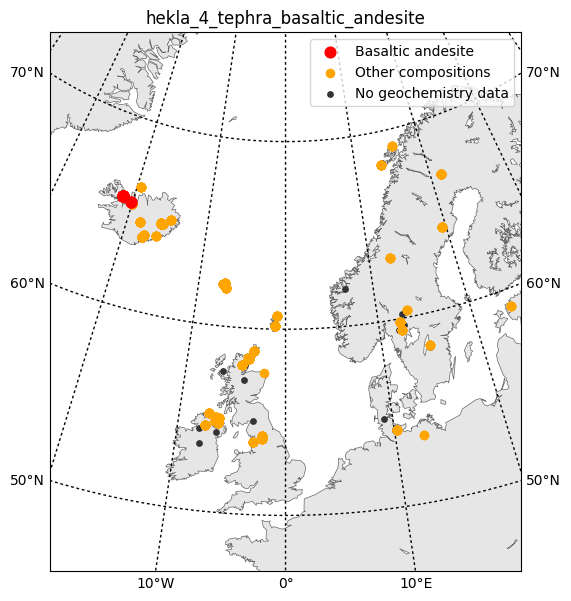 hekla_4_tephra_basaltic_andesite
Basaltic andesite
Other compositions
No geochemistry data
70°N 70°N
60°N 60°N
50°N 50°N
10°W 0° 10°E